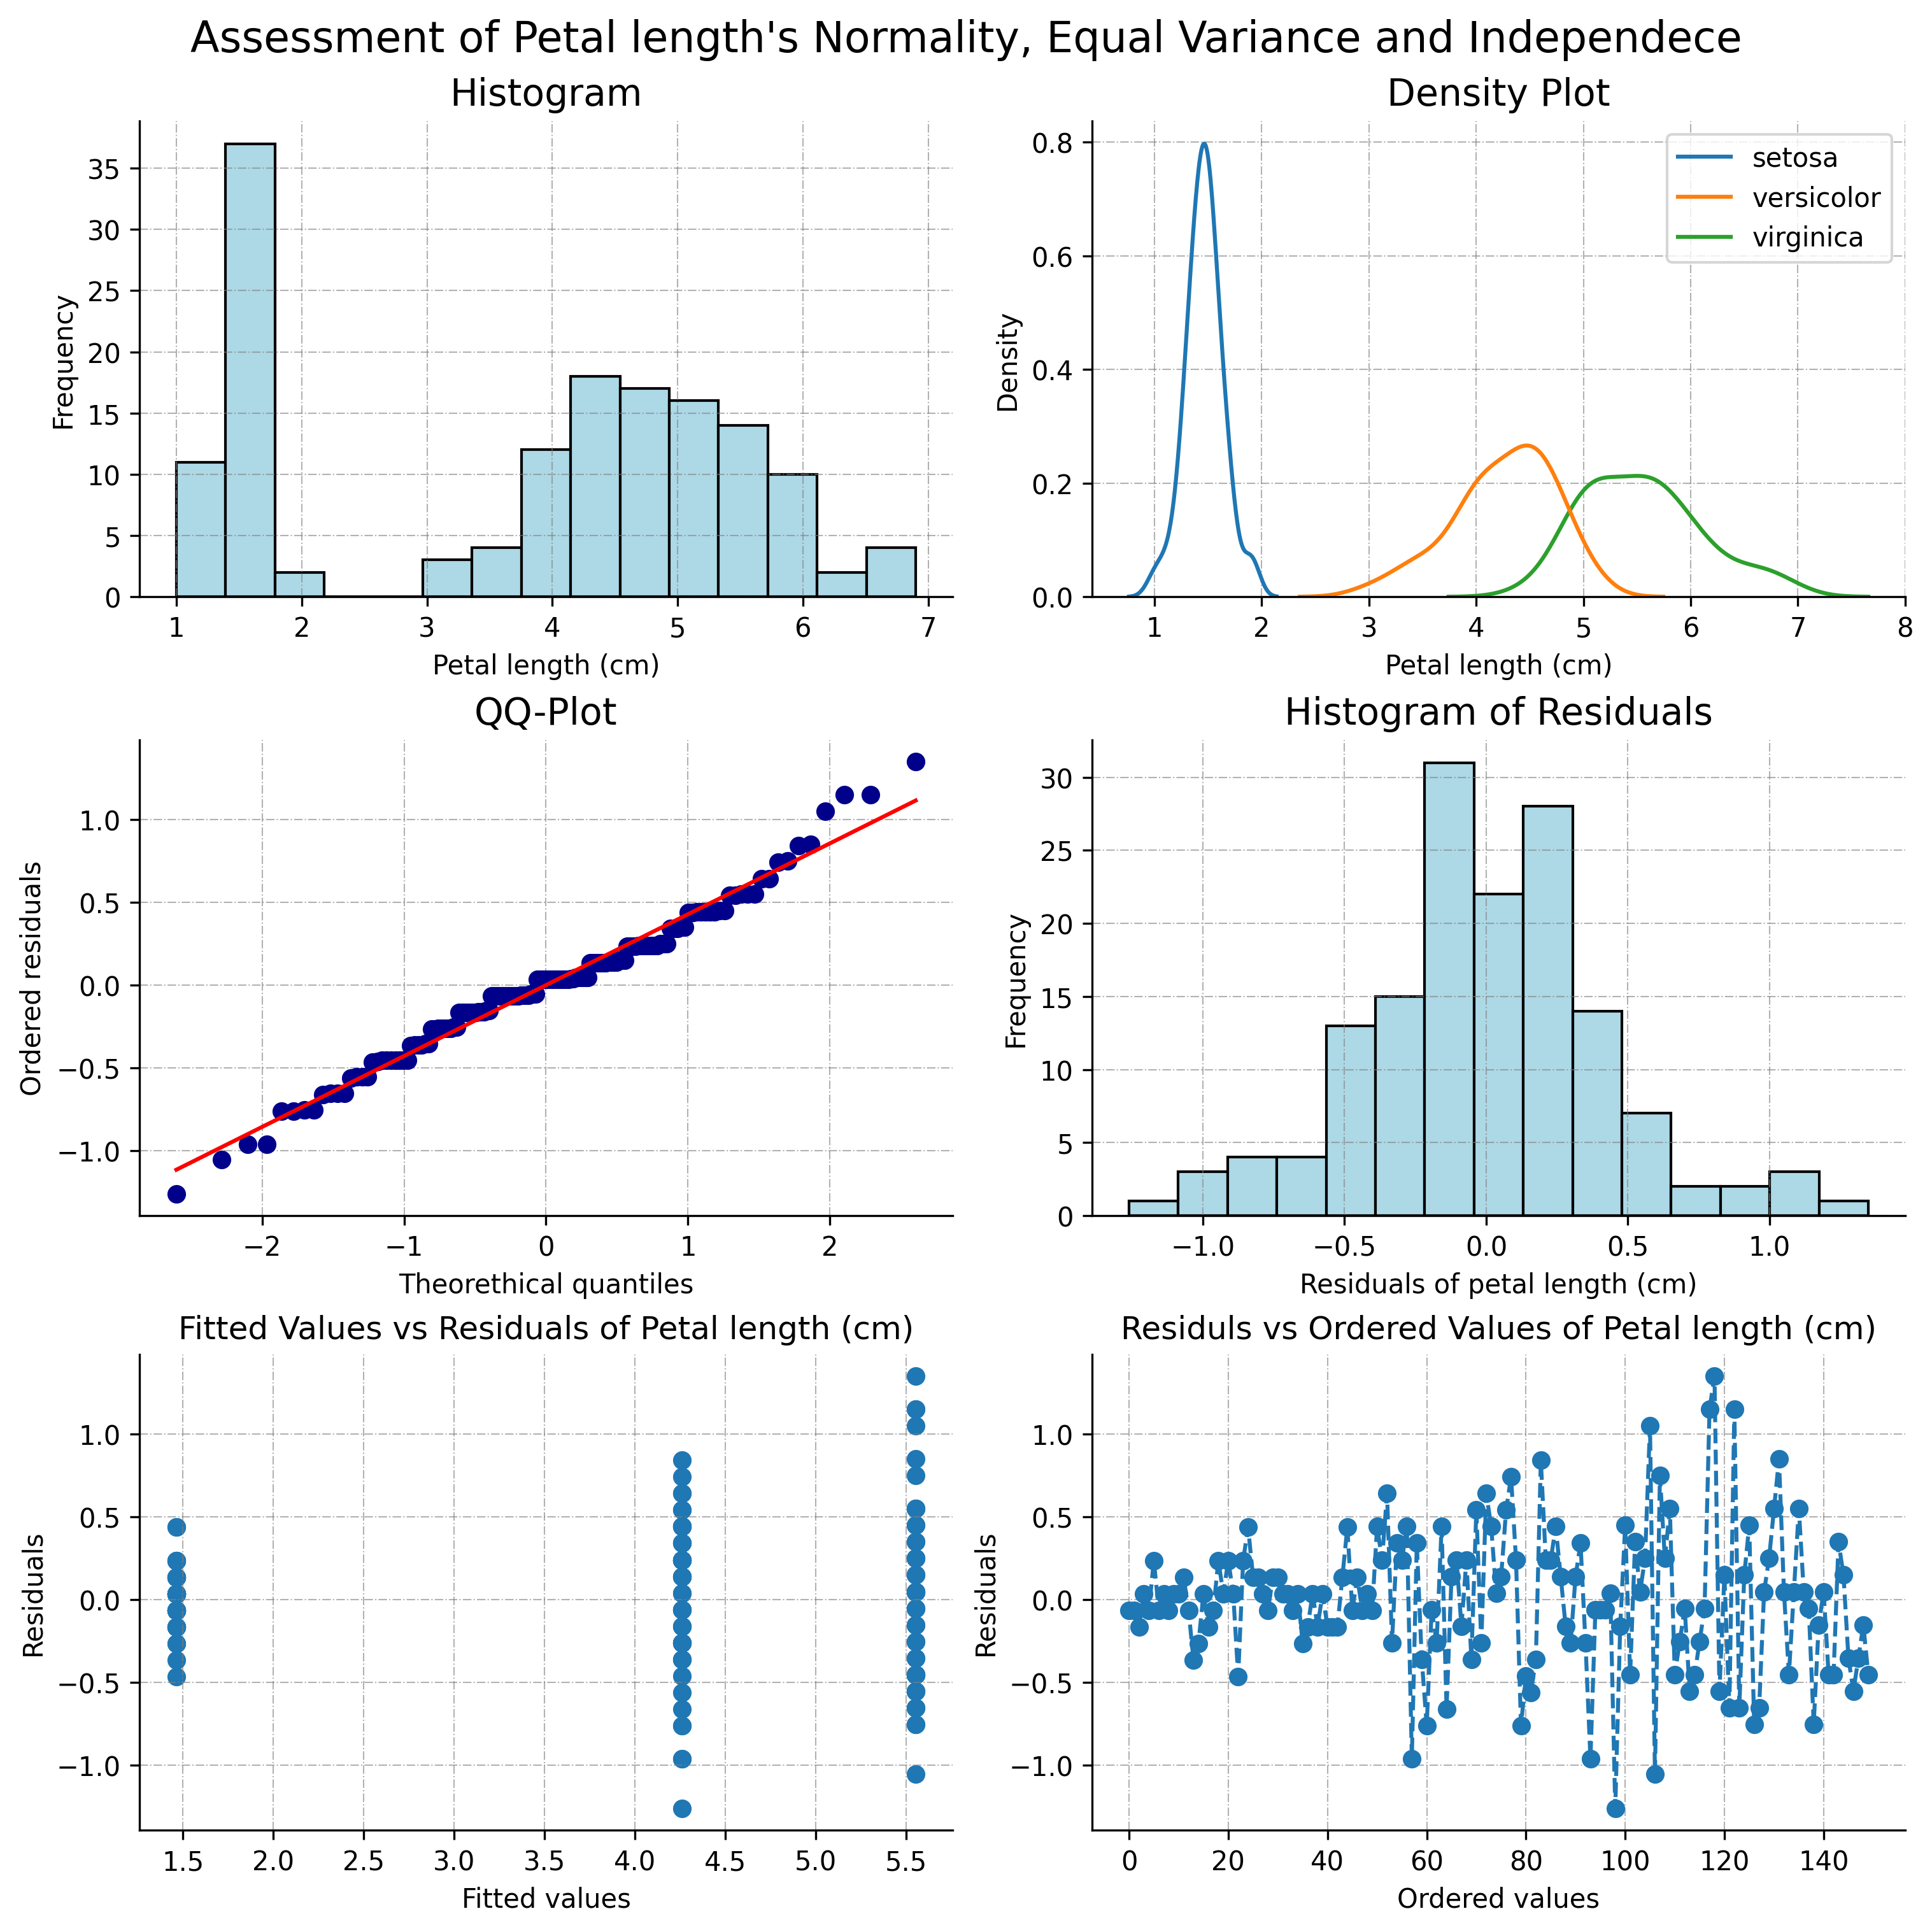 Assessment of Petal length's Normality, Equal Variance and Independece
Histogram
Frequency
35
30
25
20
15
10
5
0
1 2 3 4 5 6 7
Petal length (cm)
Density Plot
Density
0.8
0.6
0.4
0.2
0.0
setosa
versicolor
virginica
1 2 3 4 5 6 7 8
Petal length (cm)
QQ-Plot
Ordered residuals
1.0
0.5
0.0
−0.5
−1.0
−2 −1 0 1 2
Theorethical quantiles
Histogram of Residuals
Frequency
30
25
20
15
10
5
0
−1.0 −0.5 0.0 0.5 1.0
Residuals of petal length (cm)
Fitted Values vs Residuals of Petal length (cm)
Residuals
1.0
0.5
0.0
−0.5
−1.0
1.5 2.0 2.5 3.0 3.5 4.0 4.5 5.0 5.5
Fitted values
Residuls vs Ordered Values of Petal length (cm)
Residuals
1.0
0.5
0.0
−0.5
−1.0
0 20 40 60 80 100 120 140
Ordered values